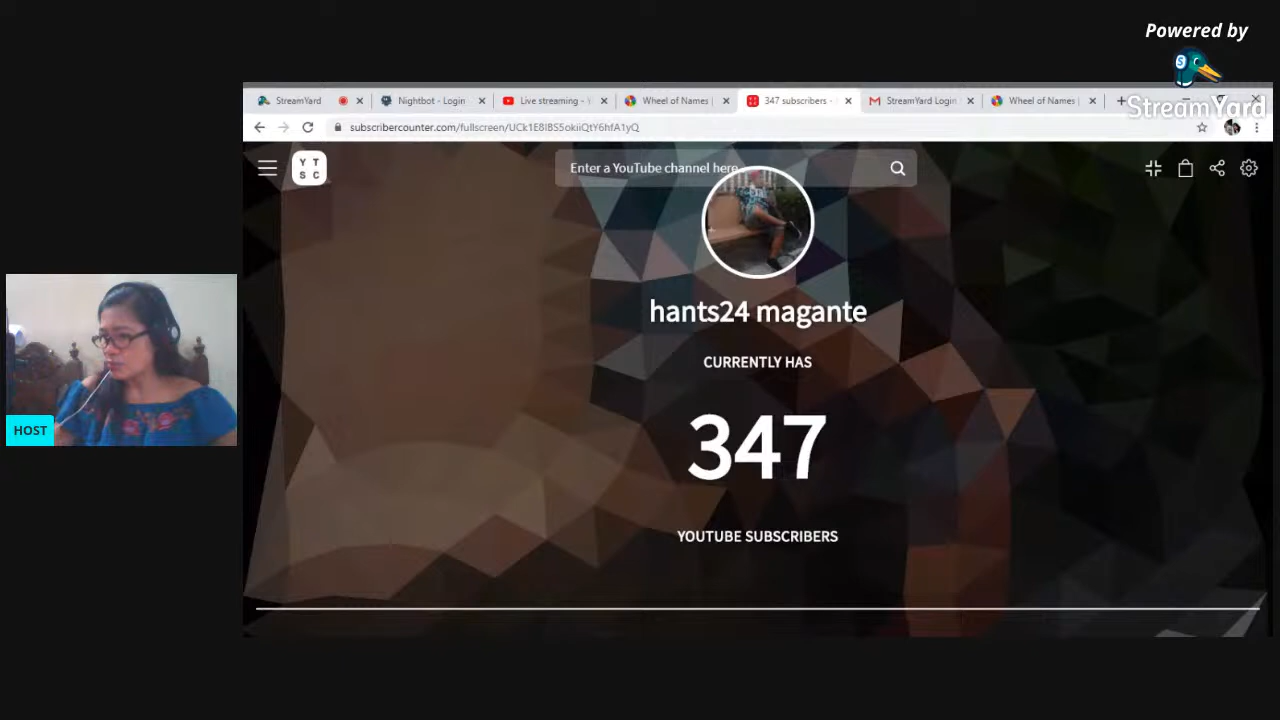 Powered by
StreamYard
StreamYard
Nightbot - Login
Live streaming -
Wheel of Names
347 subscribers -
StreamYard Login
Wheel of Names
subscribercounter.com/fullscreen/UCk1E8l8S5okiiQtY6hfA1yQ
Y T
S C
Enter a YouTube channel here
hants24 magante
CURRENTLY HAS
347
YOUTUBE SUBSCRIBERS
HOST